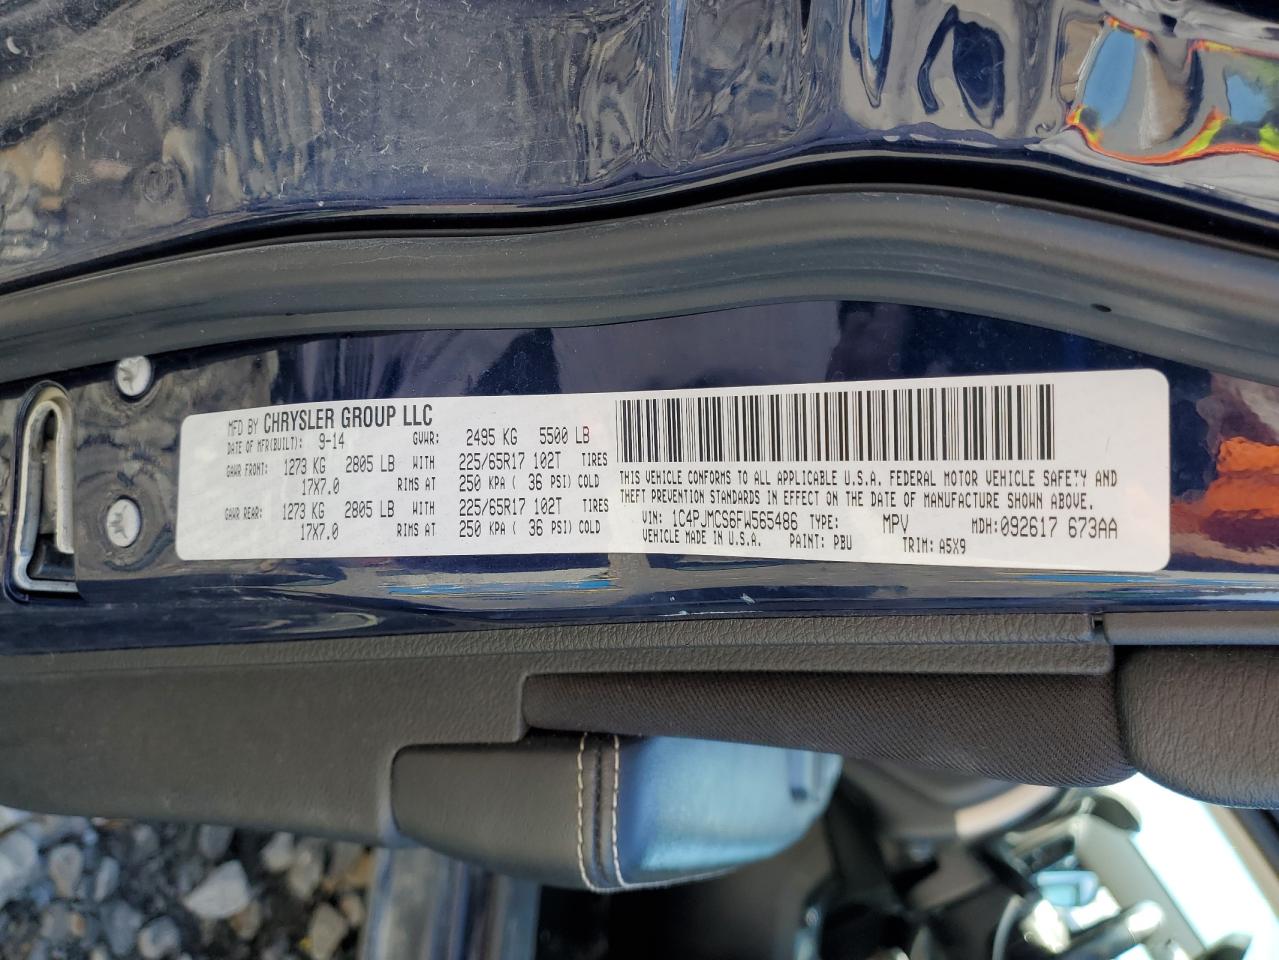 MFD BY CHRYSLER GROUP LLC
DATE OF MFR(BUILT): 9-14 GVWR: 2495 KG 5500 LB
GAWR FRONT: 1273 KG 2805 LB WITH 225/65R17 102T TIRES
17X7.0 RIMS AT 250 KPA ( 36 PSI) COLD
GAWR REAR: 1273 KG 2805 LB WITH 225/65R17 102T TIRES
17X7.0 RIMS AT 250 KPA ( 36 PSI) COLD
THIS VEHICLE CONFORMS TO ALL APPLICABLE U.S.A. FEDERAL MOTOR VEHICLE SAFETY AND
THEFT PREVENTION STANDARDS IN EFFECT ON THE DATE OF MANUFACTURE SHOWN ABOVE.
VIN: 1C4PJMCS6FW565486 TYPE: MPV MDH: 092617 673AA
VEHICLE MADE IN U.S.A. PAINT: PBU TRIM: A5X9